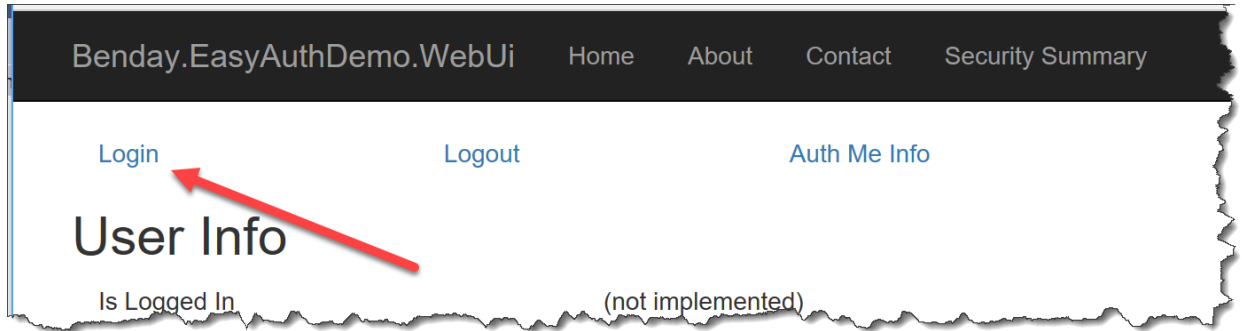 Benday.EasyAuthDemo.WebUi Home About Contact Security Summary
Login Logout Auth Me Info
User Info
Is Logged In (not implemented)